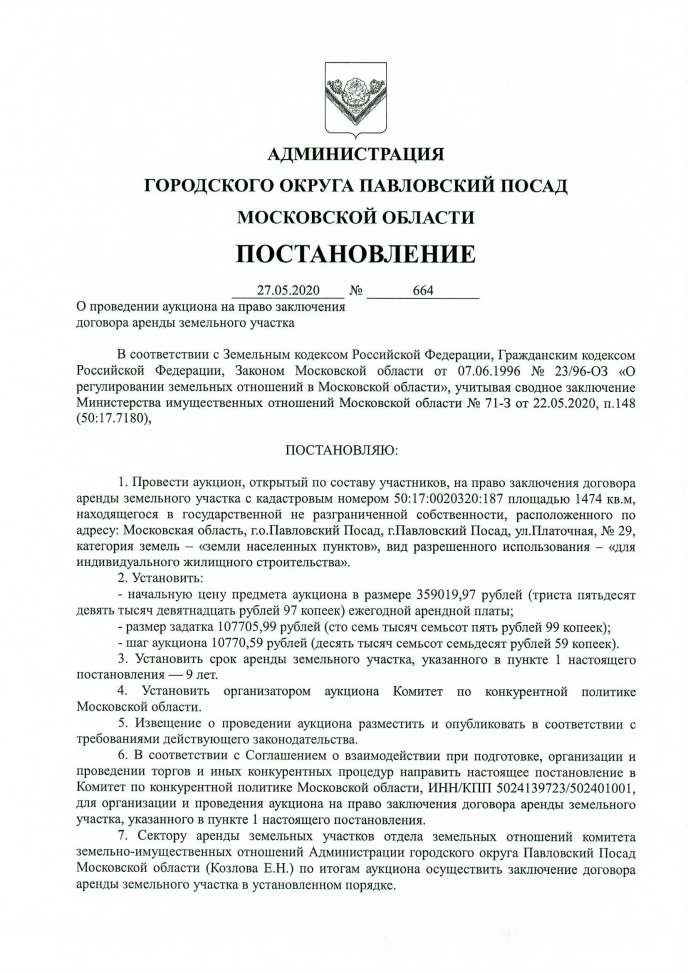 АДМИНИСТРАЦИЯ
ГОРОДСКОГО ОКРУГА ПАВЛОВСКИЙ ПОСАД
МОСКОВСКОЙ ОБЛАСТИ
ПОСТАНОВЛЕНИЕ
27.05.2020 № 664
О проведении аукциона на право заключения
договора аренды земельного участка
В соответствии с Земельным кодексом Российской Федерации, Гражданским кодексом
Российской Федерации, Законом Московской области от 07.06.1996 № 23/96-ОЗ «О
регулировании земельных отношений в Московской области», учитывая сводное заключение
Министерства имущественных отношений Московской области № 71-З от 22.05.2020, п.148
(50:17.7180),
ПОСТАНОВЛЯЮ:
1. Провести аукцион, открытый по составу участников, на право заключения договора
аренды земельного участка с кадастровым номером 50:17:0020320:187 площадью 1474 кв.м,
находящегося в государственной не разграниченной собственности, расположенного по
адресу: Московская область, г.о.Павловский Посад, г.Павловский Посад, ул.Платочная, № 29,
категория земель – «земли населенных пунктов», вид разрешенного использования – «для
индивидуального жилищного строительства».
2. Установить:
- начальную цену предмета аукциона в размере 359019,97 рублей (триста пятьдесят
девять тысяч девятнадцать рублей 97 копеек) ежегодной арендной платы;
- размер задатка 107705,99 рублей (сто семь тысяч семьсот пять рублей 99 копеек);
- шаг аукциона 10770,59 рублей (десять тысяч семьсот семьдесят рублей 59 копеек).
3. Установить срок аренды земельного участка, указанного в пункте 1 настоящего
постановления — 9 лет.
4. Установить организатором аукциона Комитет по конкурентной политике
Московской области.
5. Извещение о проведении аукциона разместить и опубликовать в соответствии с
требованиями действующего законодательства.
6. В соответствии с Соглашением о взаимодействии при подготовке, организации и
проведении торгов и иных конкурентных процедур направить настоящее постановление в
Комитет по конкурентной политике Московской области, ИНН/КПП 5024139723/502401001,
для организации и проведения аукциона на право заключения договора аренды земельного
участка, указанного в пункте 1 настоящего постановления.
7. Сектору аренды земельных участков отдела земельных отношений комитета
земельно-имущественных отношений Администрации городского округа Павловский Посад
Московской области (Козлова Е.Н.) по итогам аукциона осуществить заключение договора
аренды земельного участка в установленном порядке.